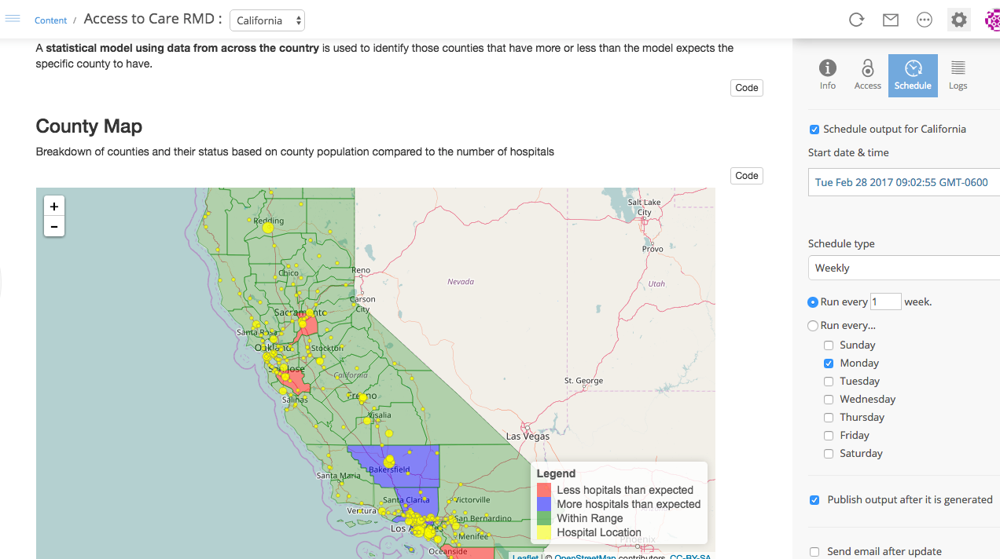 Content / Access to Care RMD : California
A statistical model using data from across the country is used to identify those counties that have more or less than the model expects the
specific county to have.
Code
County Map
Breakdown of counties and their status based on county population compared to the number of hospitals
Code
+
−
Redding
Chico
Reno
Carson
City
Sacramento
Santa Rosa
Oakland
Stockton
San Jose
California
Salinas
Fresno
Visalia
Nevada
Salt Lake
City
Provo
Utah
St. George
Las Vegas
Bakersfield
Santa Maria
Santa Clarita
Victorville
Ventura
Los Angeles
San Bernardino
Menifee
Oceanside
Phoenix
Legend
Less hopitals than expected
More hospitals than expected
Within Range
Hospital Location
Leaflet | © OpenStreetMap contributors, CC-BY-SA
Info
Access
Schedule
Logs
Schedule output for California
Start date & time
Tue Feb 28 2017 09:02:55 GMT-0600
Schedule type
Weekly
Run every 1 week.
Run every...
Sunday
Monday
Tuesday
Wednesday
Thursday
Friday
Saturday
Publish output after it is generated
Send email after update